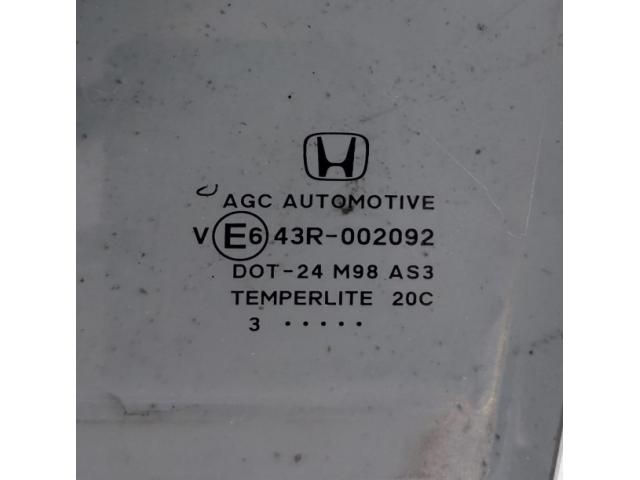 AGC AUTOMOTIVE
V E6 43R-002092
DOT-24 M98 AS3
TEMPERLITE 20C
3 • • • • •